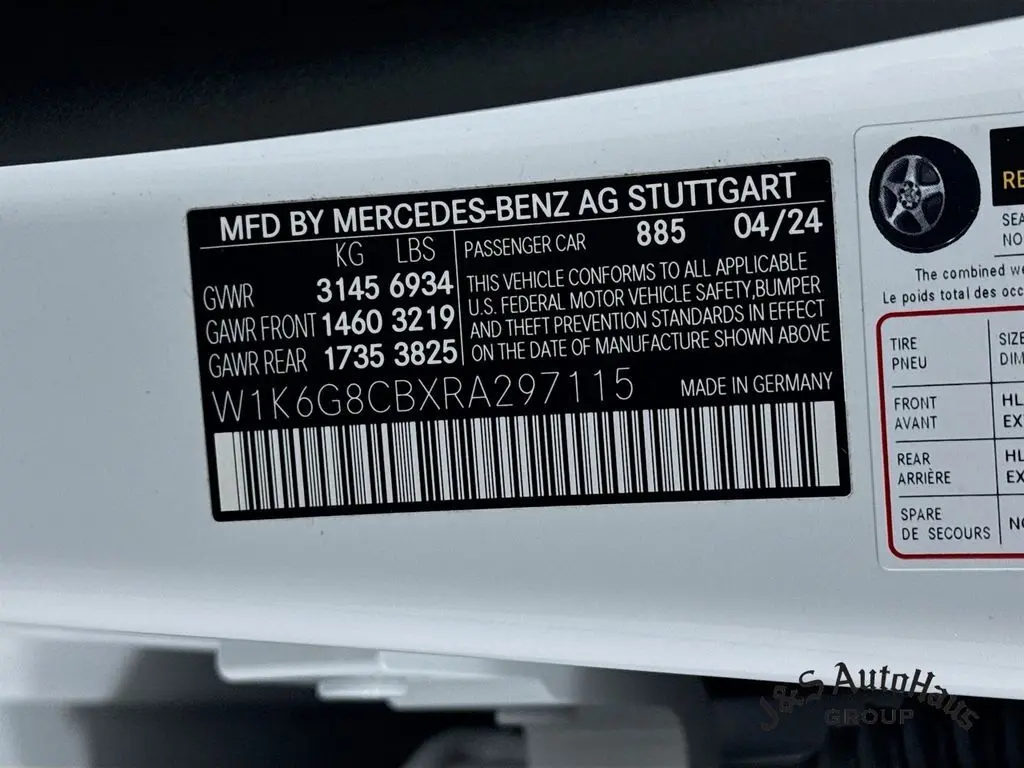 MFD BY MERCEDES-BENZ AG STUTTGART
KG LBS
GVWR 3145 6934
GAWR FRONT 1460 3219
GAWR REAR 1735 3825
PASSENGER CAR 885 04/24
THIS VEHICLE CONFORMS TO ALL APPLICABLE
U.S. FEDERAL MOTOR VEHICLE SAFETY,BUMPER
AND THEFT PREVENTION STANDARDS IN EFFECT
ON THE DATE OF MANUFACTURE SHOWN ABOVE
W1K6G8CBXRA297115 MADE IN GERMANY
RE
SEA
NO
The combined we
Le poids total des occ
TIRE SIZE
PNEU DIM
FRONT HL
AVANT EX
REAR HL
ARRIÈRE EX
SPARE
DE SECOURS
J&S AutoHaus
GROUP